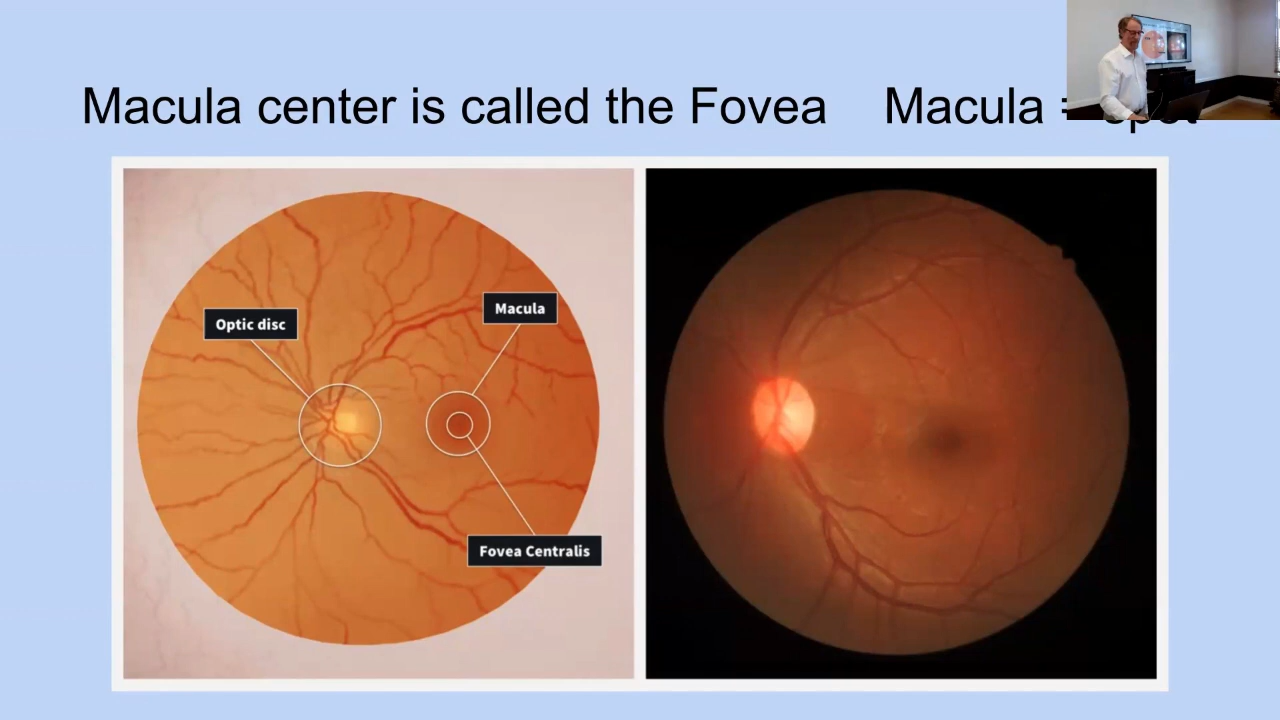 Macula center is called the Fovea Macula = spot
Optic disc
Macula
Fovea Centralis